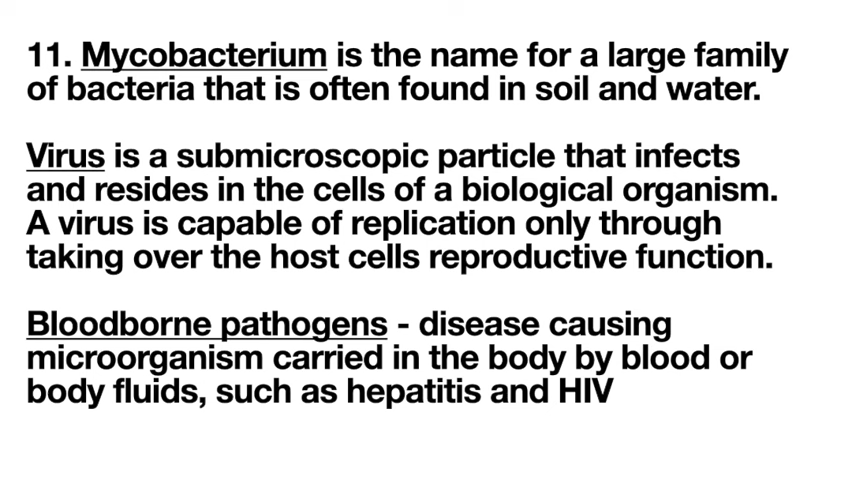 11. Mycobacterium is the name for a large family
of bacteria that is often found in soil and water.
Virus is a submicroscopic particle that infects
and resides in the cells of a biological organism.
A virus is capable of replication only through
taking over the host cells reproductive function.
Bloodborne pathogens - disease causing
microorganism carried in the body by blood or
body fluids, such as hepatitis and HIV